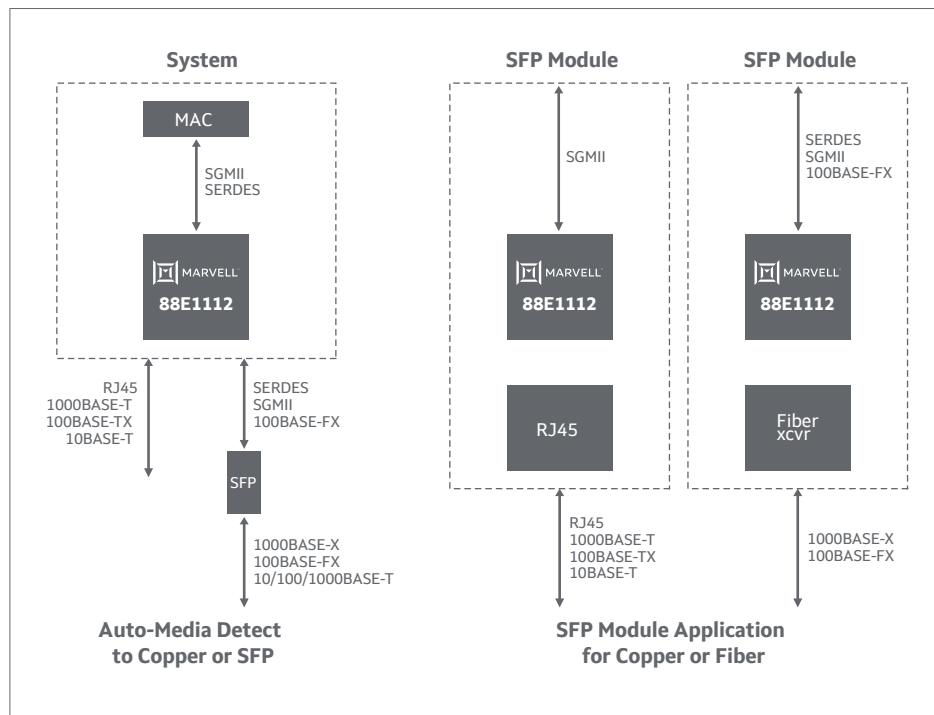 System
MAC
SGMII
SERDES
MARVELL
88E1112
RJ45
1000BASE-T
100BASE-TX
10BASE-T
SERDES
SGMII
100BASE-FX
SFP
1000BASE-X
100BASE-FX
10/100/1000BASE-T
Auto-Media Detect
to Copper or SFP
SFP Module
SGMII
MARVELL
88E1112
RJ45
RJ45
1000BASE-T
100BASE-TX
10BASE-T
SFP Module
SERDES
SGMII
100BASE-FX
MARVELL
88E1112
Fiber
xcvr
1000BASE-X
100BASE-FX
SFP Module Application
for Copper or Fiber